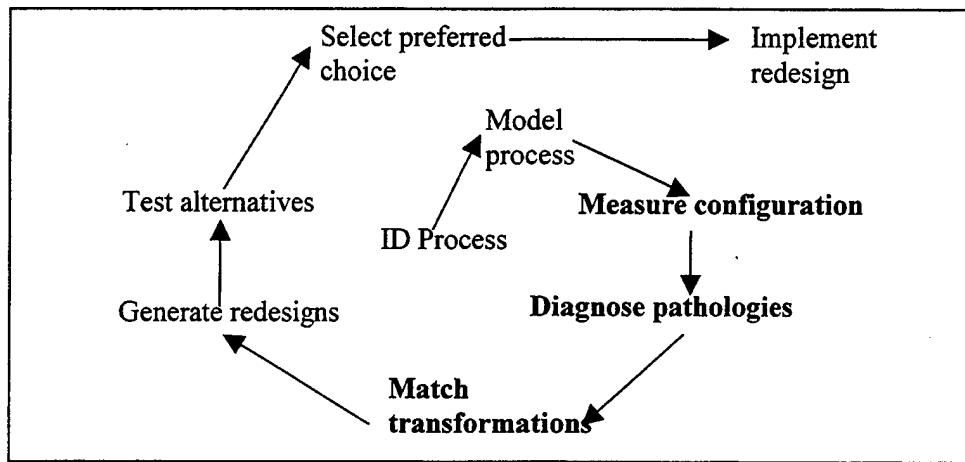 Select preferred
choice
Implement
redesign
Model
process
Test alternatives
Measure configuration
ID Process
Generate redesigns
Diagnose pathologies
Match
transformations